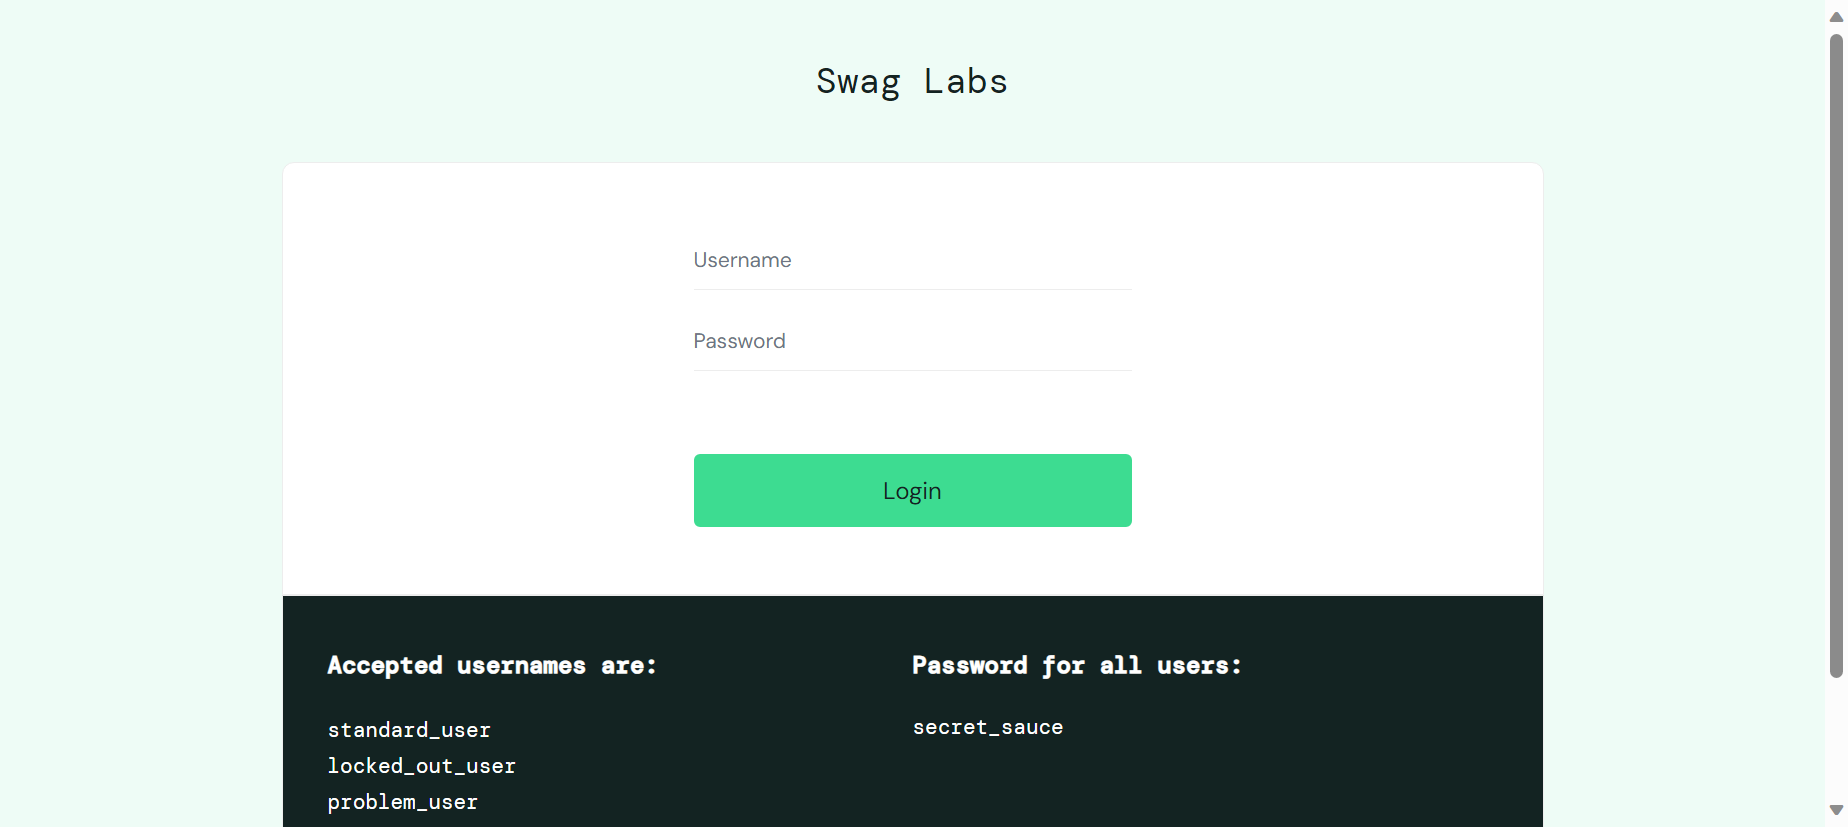 Swag Labs
Username
Password
Login
Accepted usernames are:
standard_user
locked_out_user
problem_user
Password for all users:
secret_sauce